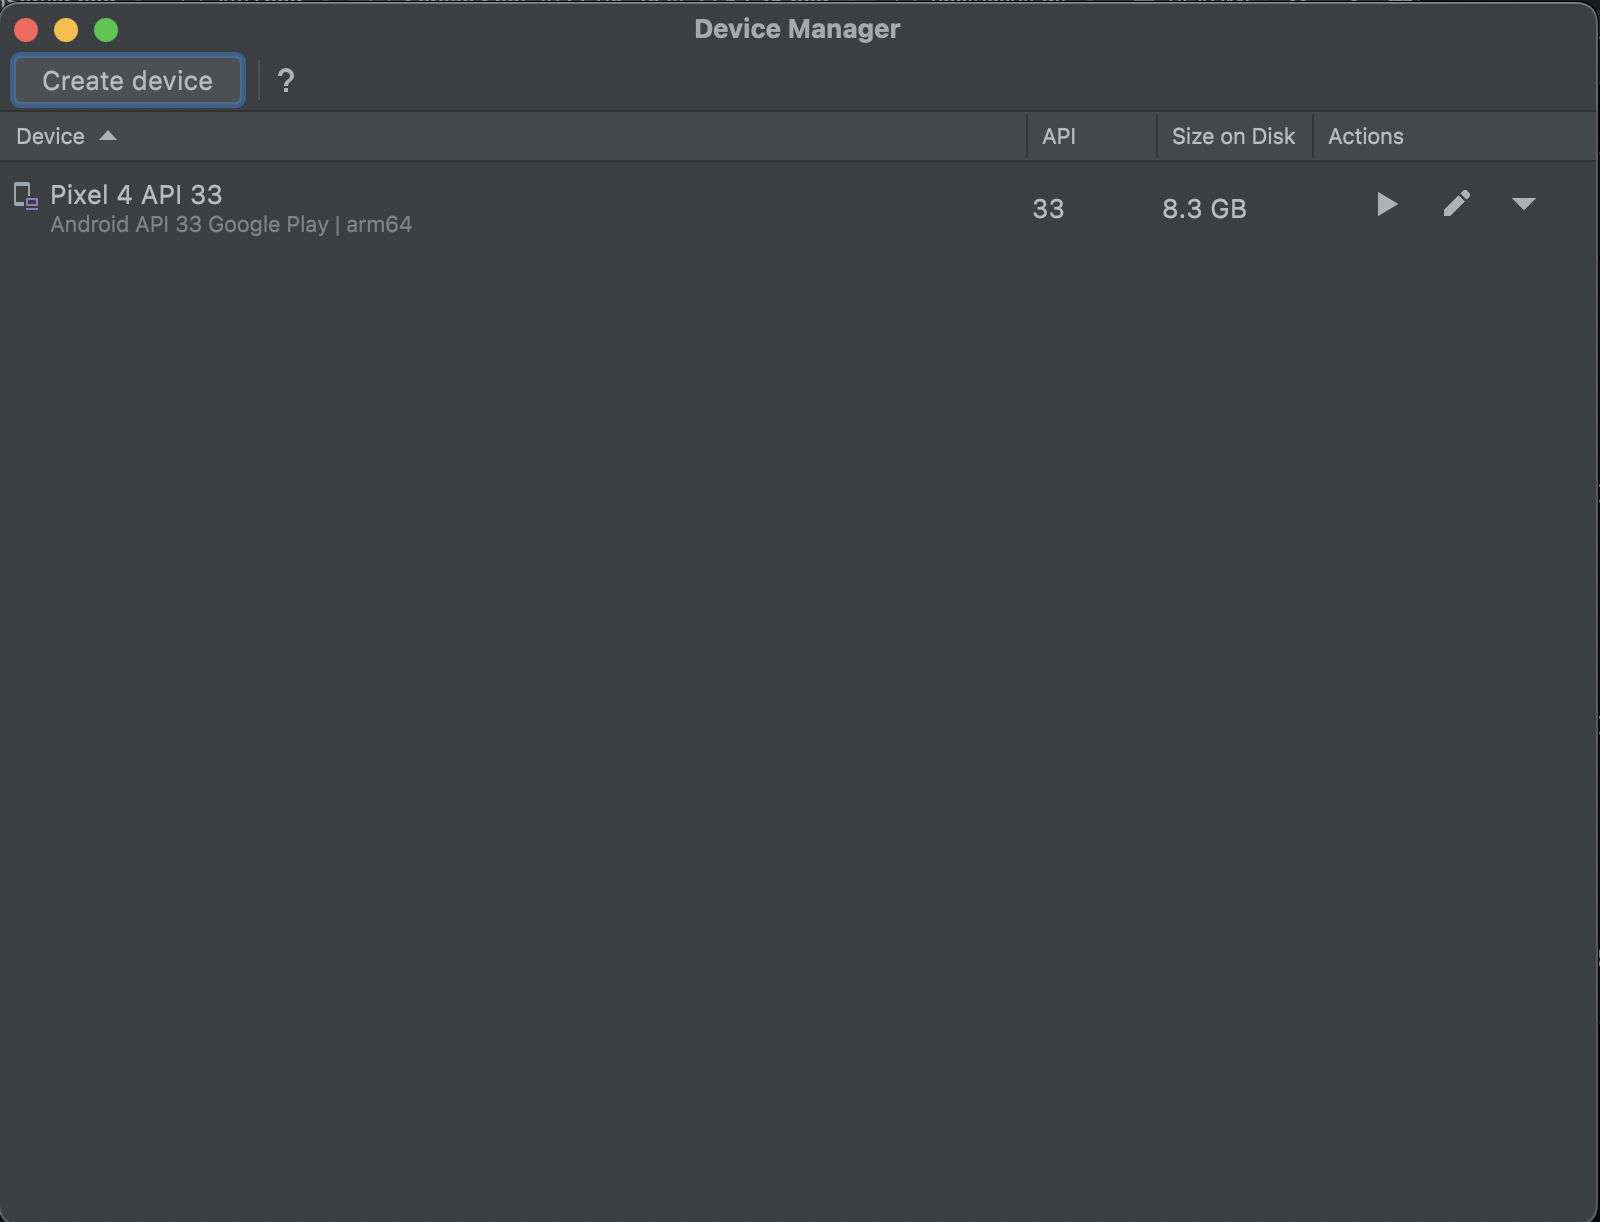 Device Manager
Create device ?
Device API Size on Disk Actions
Pixel 4 API 33
Android API 33 Google Play | arm64
33 8.3 GB